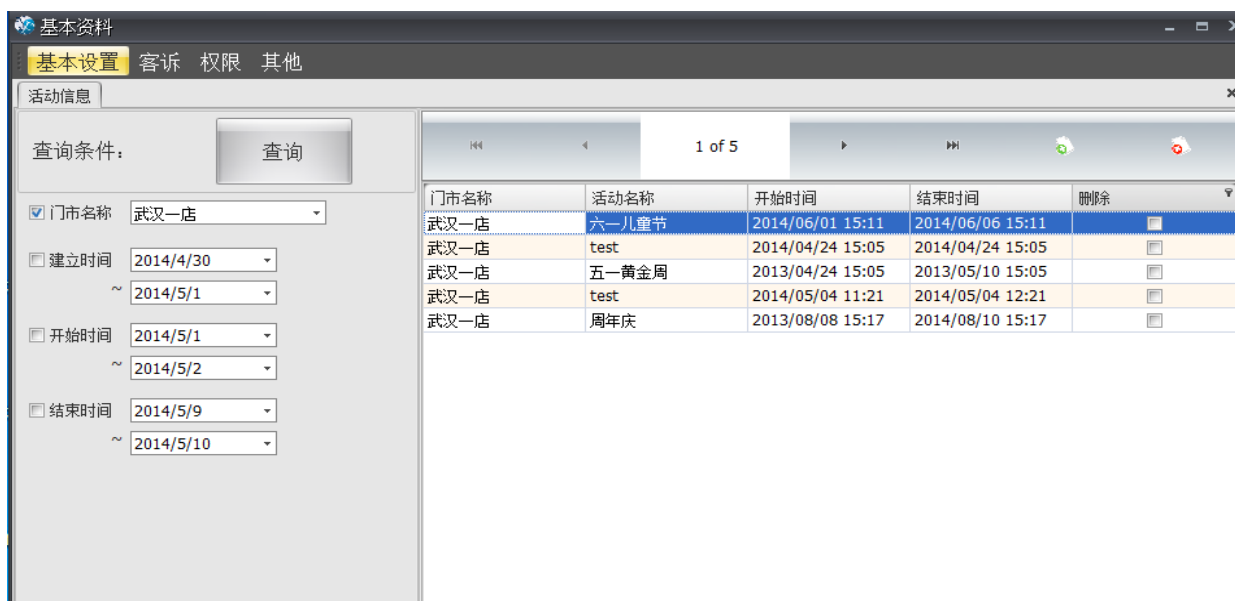 基本资料
基本设置 客诉 权限 其他
活动信息
查询条件： 查询
门市名称 武汉一店
建立时间 2014/4/30
~ 2014/5/1
开始时间 2014/5/1
~ 2014/5/2
结束时间 2014/5/9
~ 2014/5/10
1 of 5
门市名称 活动名称 开始时间 结束时间 删除
武汉一店 六一儿童节 2014/06/01 15:11 2014/06/06 15:11
武汉一店 test 2014/04/24 15:05 2014/04/24 15:05
武汉一店 五一黄金周 2013/04/24 15:05 2013/05/10 15:05
武汉一店 test 2014/05/04 11:21 2014/05/04 12:21
武汉一店 周年庆 2013/08/08 15:17 2014/08/10 15:17